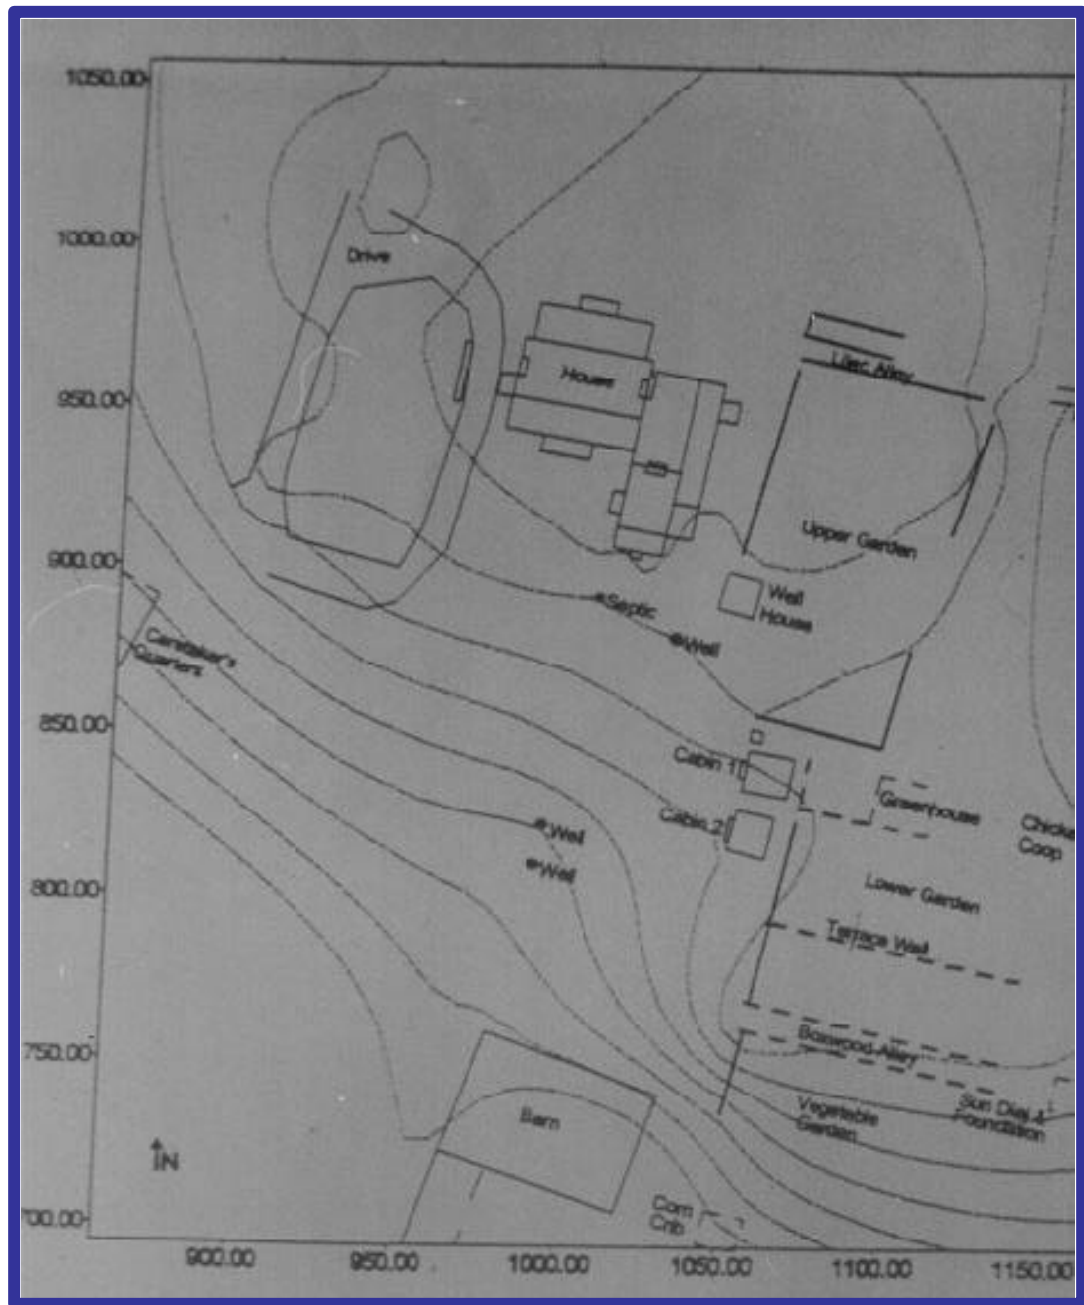 1050.00
1000.00
Drive
Lilac Alley
House
950.00
Upper Garden
900.00
Septic
Well
House
Well
Caretaker's
Quarters
850.00
Cabin 1
Greenhouse
Cabin 2
Well
Coop
Well
800.00
Lower Garden
Terrace Wall
750.00
Boxwood Alley
Vegetable
Garden
Sun Dial &
Foundation
Barn
N
Corn
Crib
700.00
900.00
950.00
1000.00
1050.00
1100.00
1150.00